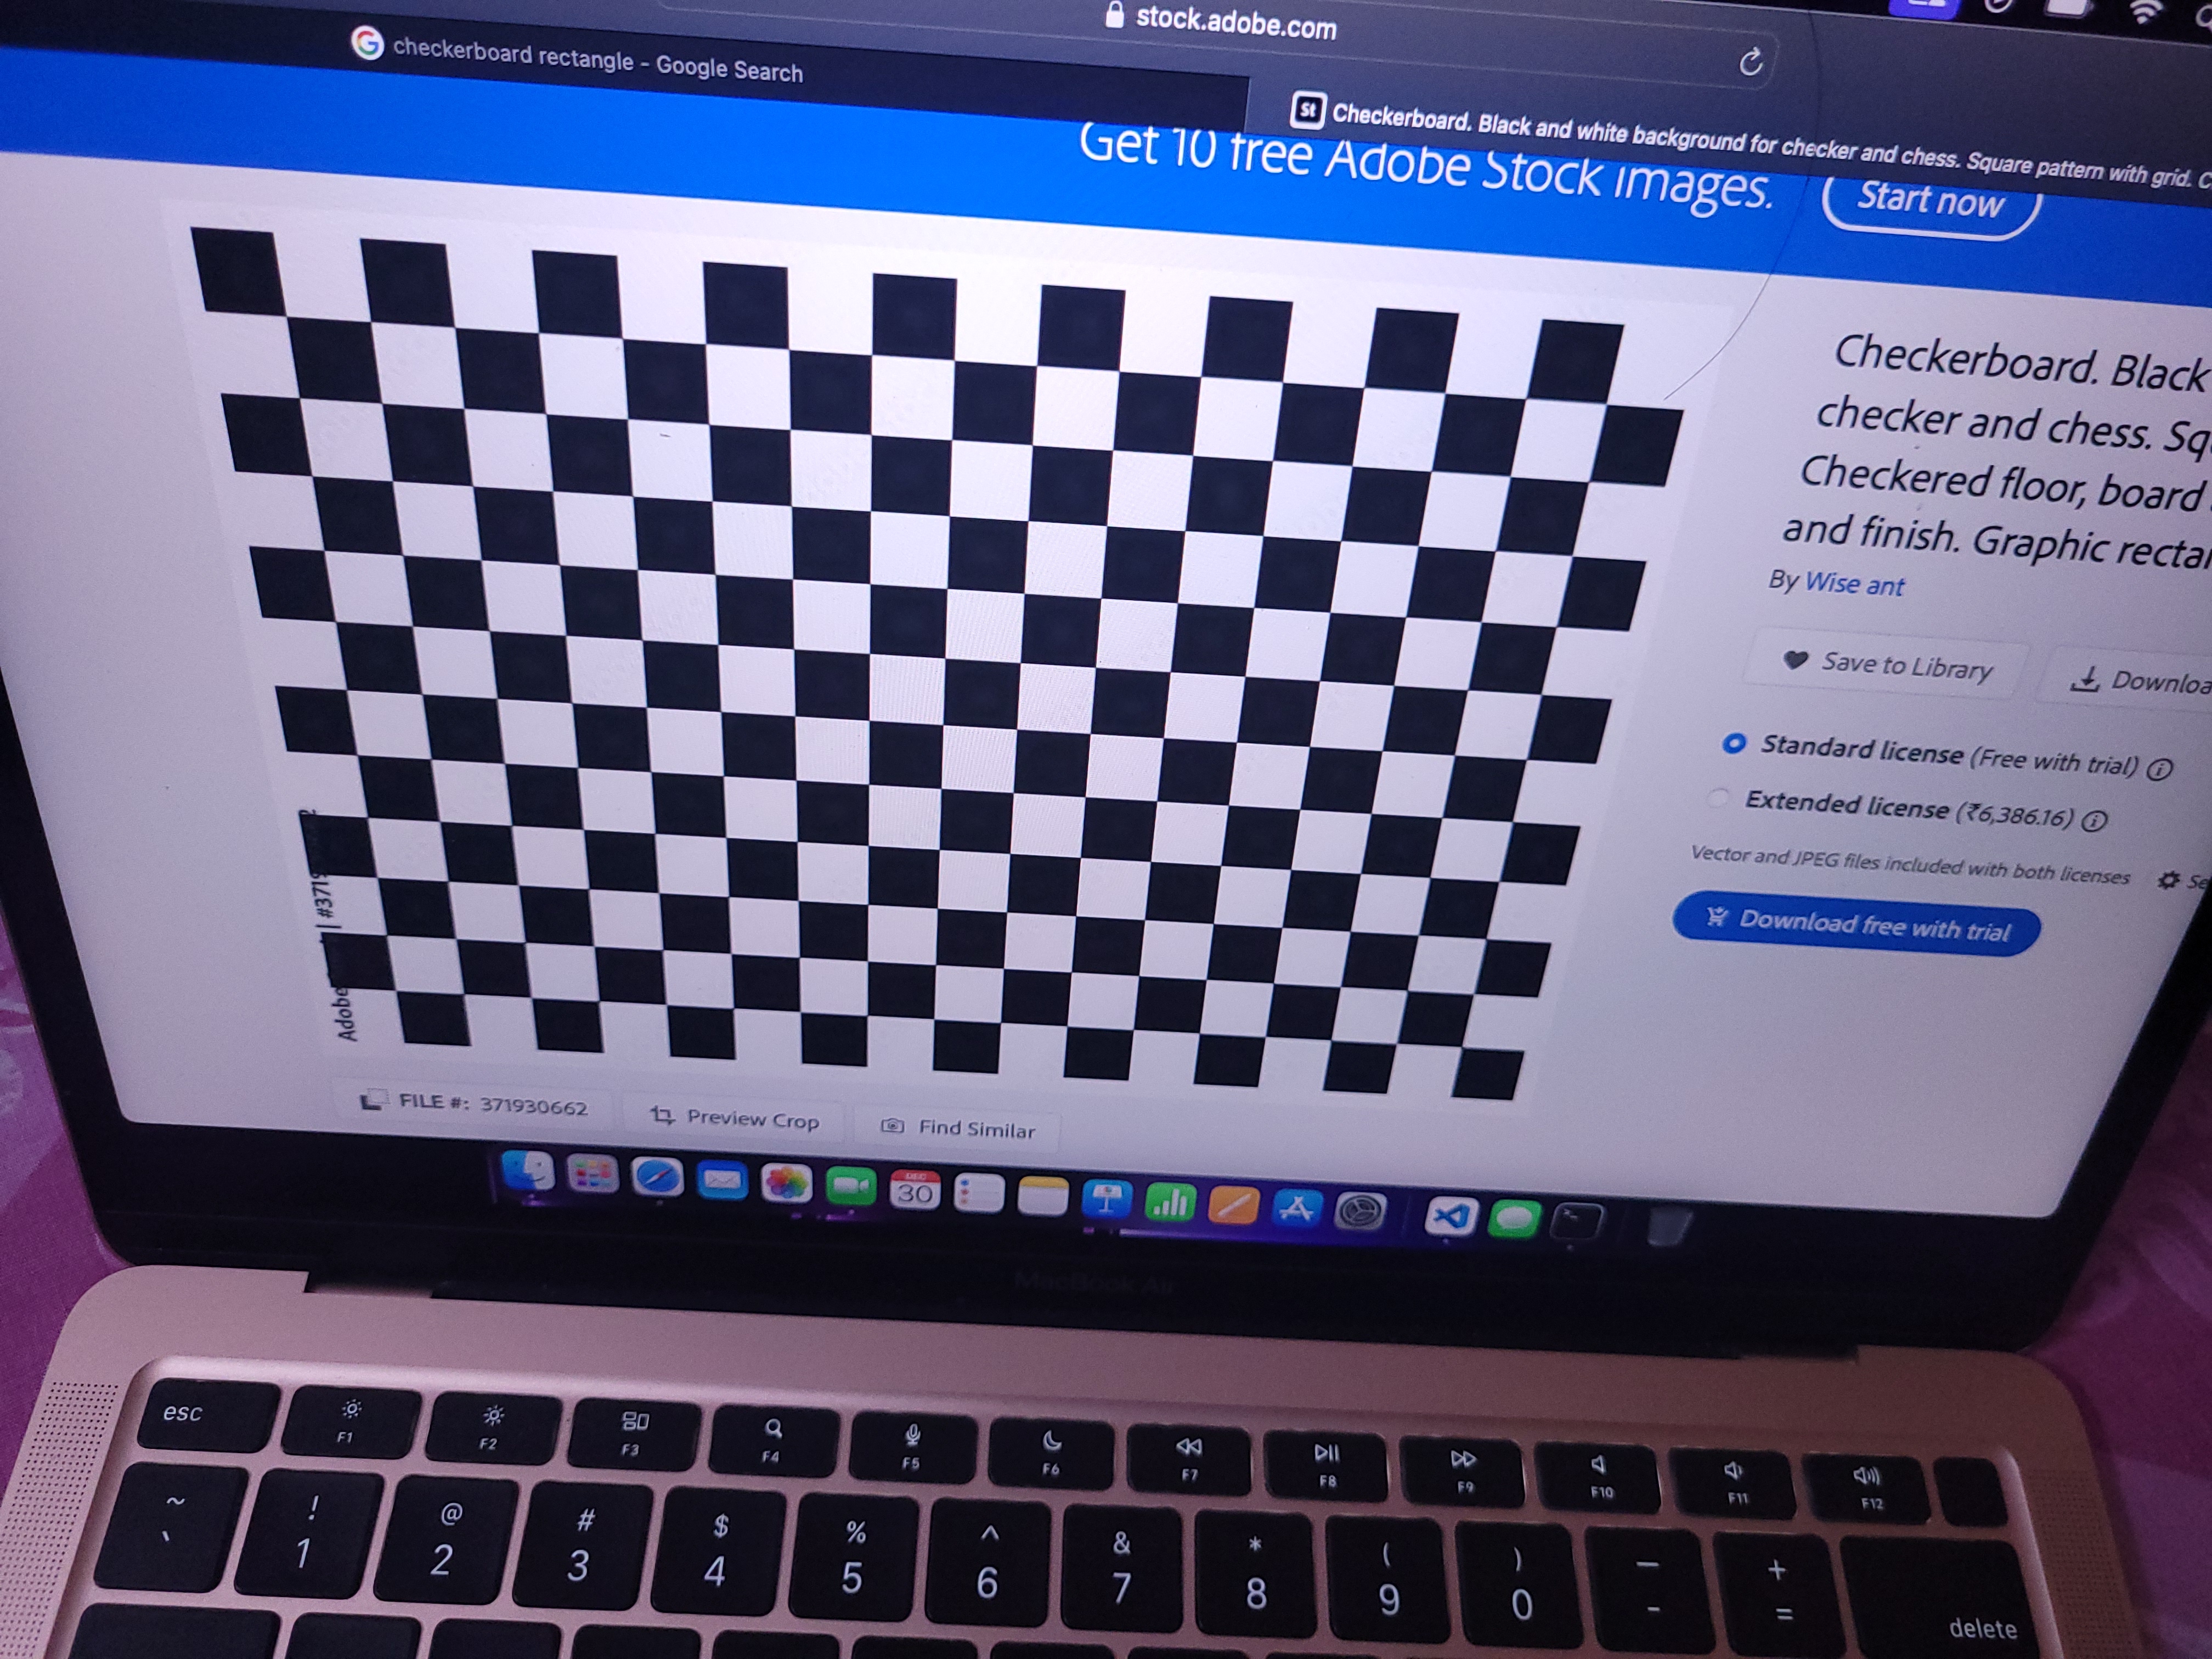 stock.adobe.com
checkerboard rectangle - Google Search
St Checkerboard. Black and white background for checker and chess. Square pattern with grid. C
Get 10 free Adobe Stock images.
Start now
Checkerboard. Black
checker and chess. Sq
Checkered floor, board
and finish. Graphic recta
By Wise ant
Save to Library
Downloa
Standard license (Free with trial)
Extended license (₹6,386.16)
Vector and JPEG files included with both licenses
Se
Download free with trial
Adobe | #371
FILE #: 371930662
Preview Crop
Find Similar
DEC
30
MacBook Air
esc
F1
F2
F3
F4
F5
F6
F7
F8
F9
F10
F11
F12
~ `
! 1
@ 2
# 3
$ 4
% 5
^ 6
& 7
* 8
( 9
) 0
— -
+ =
delete